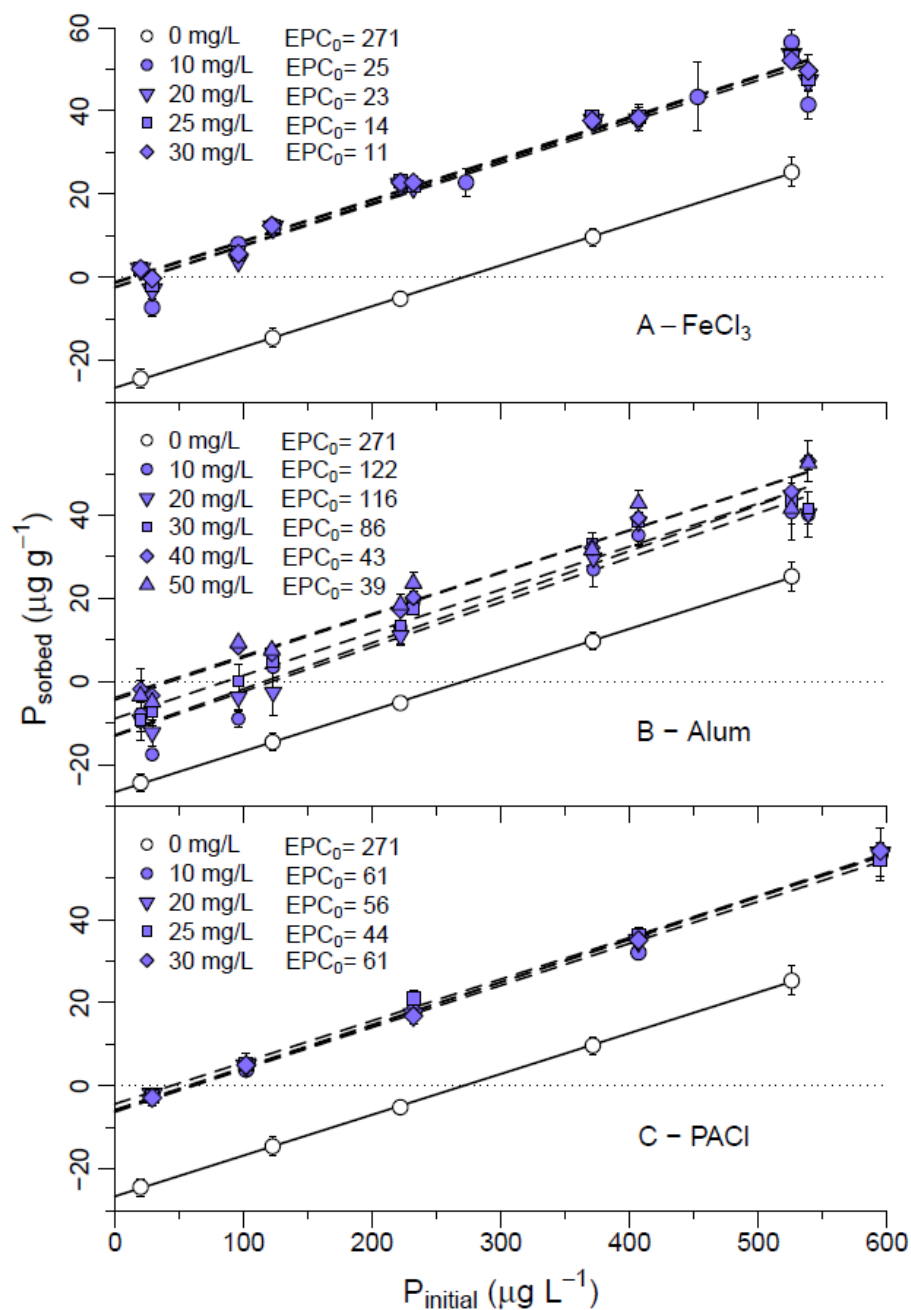 60
40
20
0
−20
0 mg/L EPC₀= 271
10 mg/L EPC₀= 25
20 mg/L EPC₀= 23
25 mg/L EPC₀= 14
30 mg/L EPC₀= 11
A − FeCl₃
40
20
0
−20
0 mg/L EPC₀= 271
10 mg/L EPC₀= 122
20 mg/L EPC₀= 116
30 mg/L EPC₀= 86
40 mg/L EPC₀= 43
50 mg/L EPC₀= 39
B − Alum
P_sorbed (µg g⁻¹)
40
20
0
−20
0 mg/L EPC₀= 271
10 mg/L EPC₀= 61
20 mg/L EPC₀= 56
25 mg/L EPC₀= 44
30 mg/L EPC₀= 61
C − PACl
0 100 200 300 400 500 600
P_initial (µg L⁻¹)